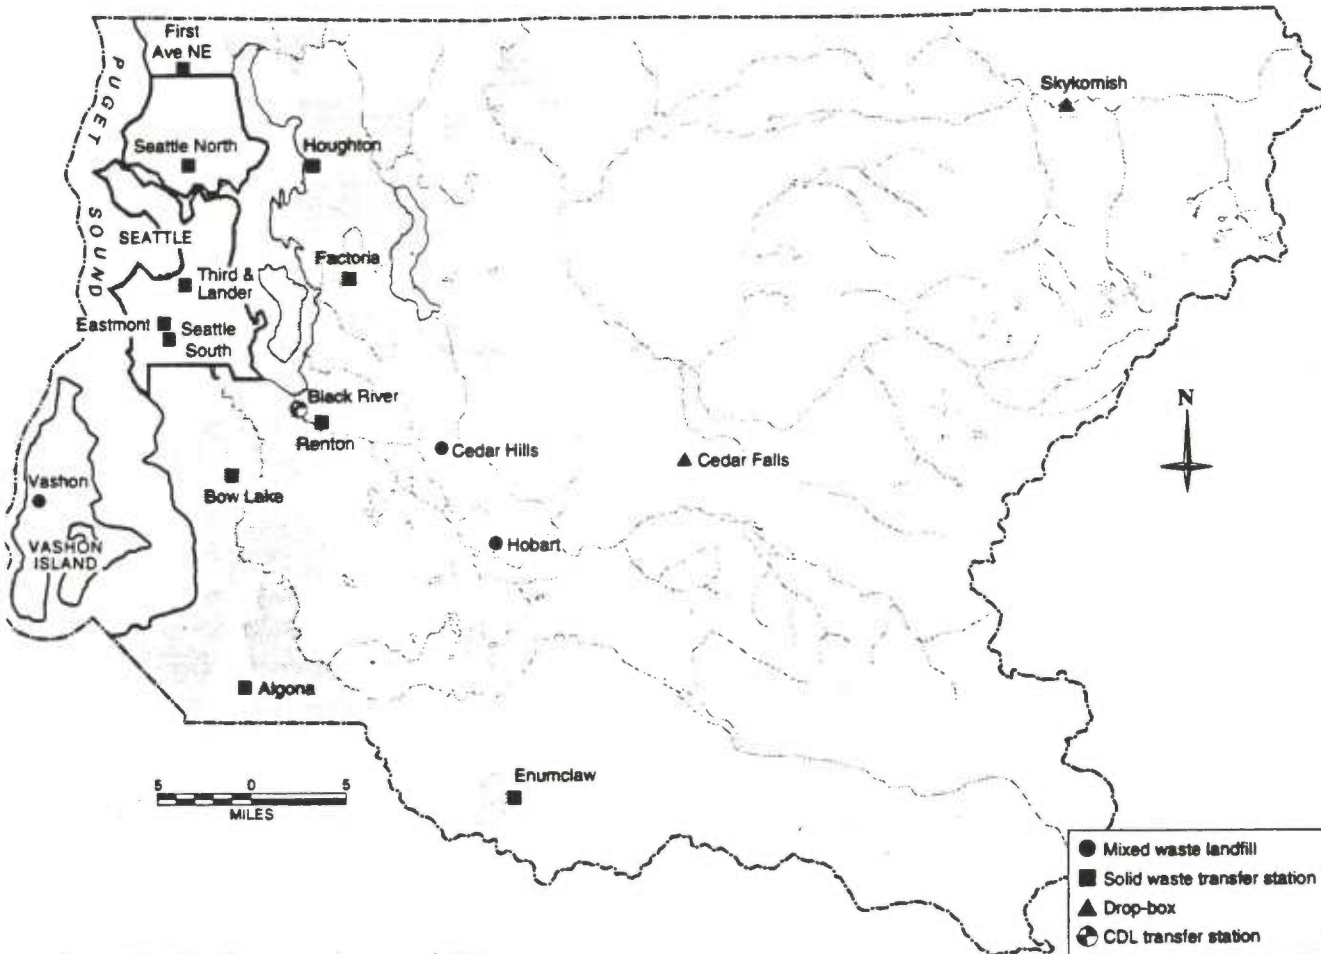 First
Ave NE
PUGET SOUND
Skykomish
Seattle North
Houghton
SEATTLE
Factoria
Third &
Lander
Eastmont
Seattle
South
Black River
Renton
Cedar Hills
Cedar Falls
N
Vashon
Bow Lake
VASHON
ISLAND
Hobart
Algona
Enumclaw
5 0 5
MILES
Mixed waste landfill
Solid waste transfer station
Drop-box
CDL transfer station